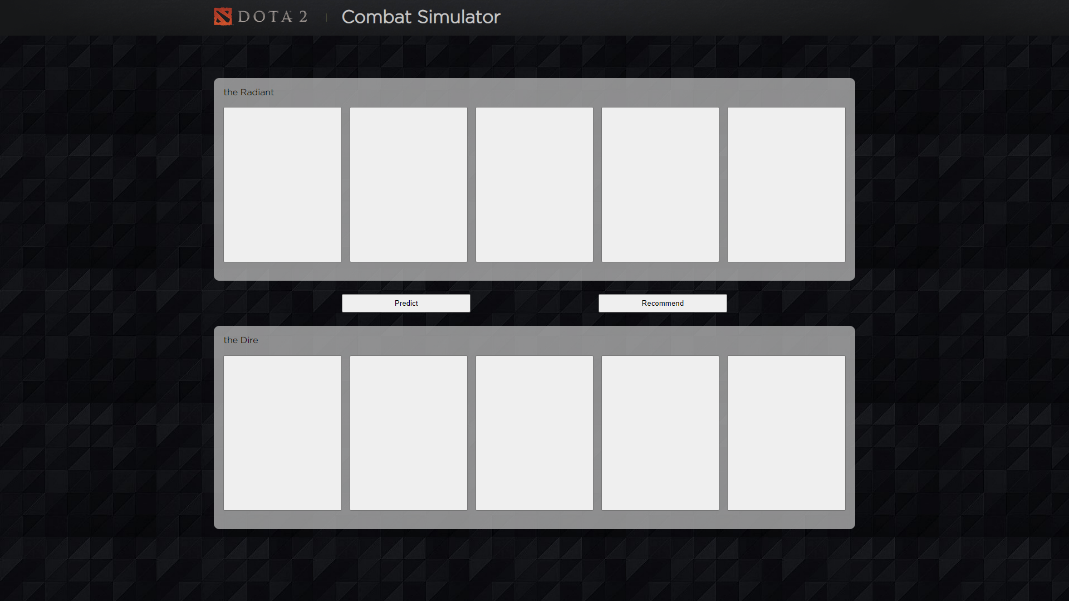 DOTA 2 | Combat Simulator
the Radiant
Predict
Recommend
the Dire